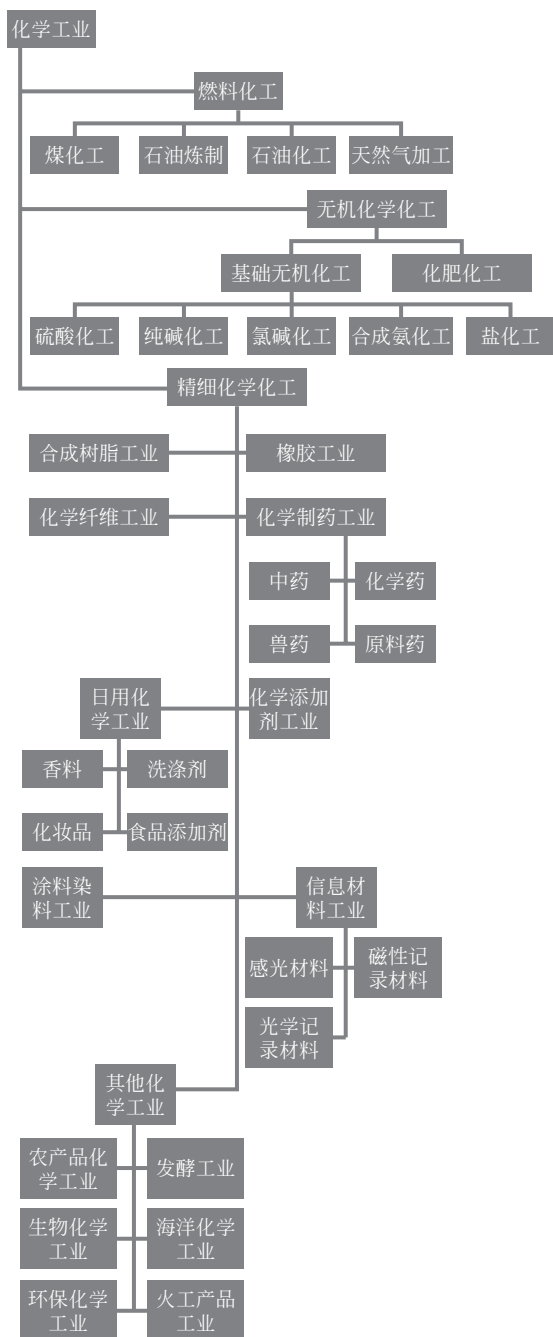 化学工业
燃料化工
煤化工
石油炼制
石油化工
天然气加工
无机化学化工
基础无机化工
化肥化工
硫酸化工
纯碱化工
氯碱化工
合成氨化工
盐化工
精细化学化工
合成树脂工业
橡胶工业
化学纤维工业
化学制药工业
中药
化学药
兽药
原料药
日用化
学工业
化学添加
剂工业
香料
洗涤剂
化妆品
食品添加剂
涂料染
料工业
信息材
料工业
感光材料
磁性记
录材料
光学记
录材料
其他化
学工业
农产品化
学工业
发酵工业
生物化学
工业
海洋化学
工业
环保化学
工业
火工产品
工业